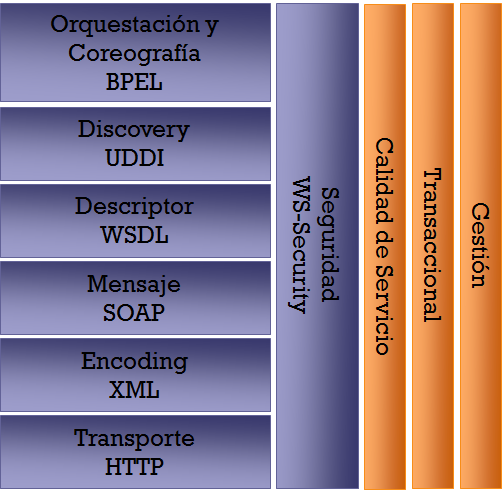 Orquestación y
Coreografía
BPEL
Discovery
UDDI
Descriptor
WSDL
Mensaje
SOAP
Encoding
XML
Transporte
HTTP
Seguridad
WS-Security
Calidad de Servicio
Transaccional
Gestión